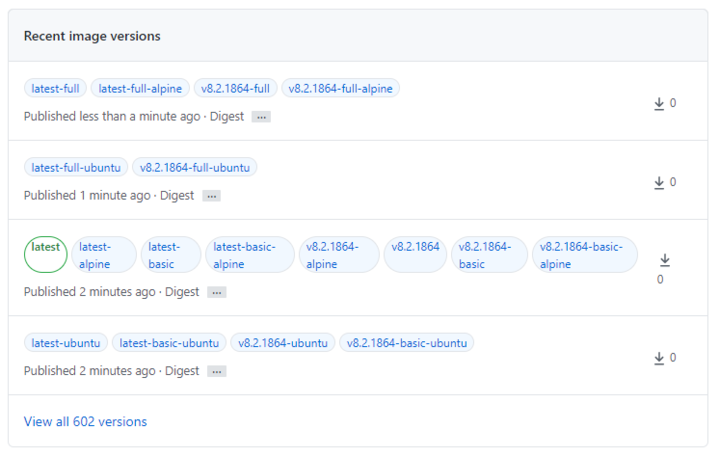 Recent image versions
latest-full latest-full-alpine v8.2.1864-full v8.2.1864-full-alpine
Published less than a minute ago · Digest ...
0
latest-full-ubuntu v8.2.1864-full-ubuntu
Published 1 minute ago · Digest ...
0
latest latest-alpine latest-basic latest-basic-alpine v8.2.1864-alpine v8.2.1864 v8.2.1864-basic v8.2.1864-basic-alpine
Published 2 minutes ago · Digest ...
0
latest-ubuntu latest-basic-ubuntu v8.2.1864-ubuntu v8.2.1864-basic-ubuntu
Published 2 minutes ago · Digest ...
0
View all 602 versions